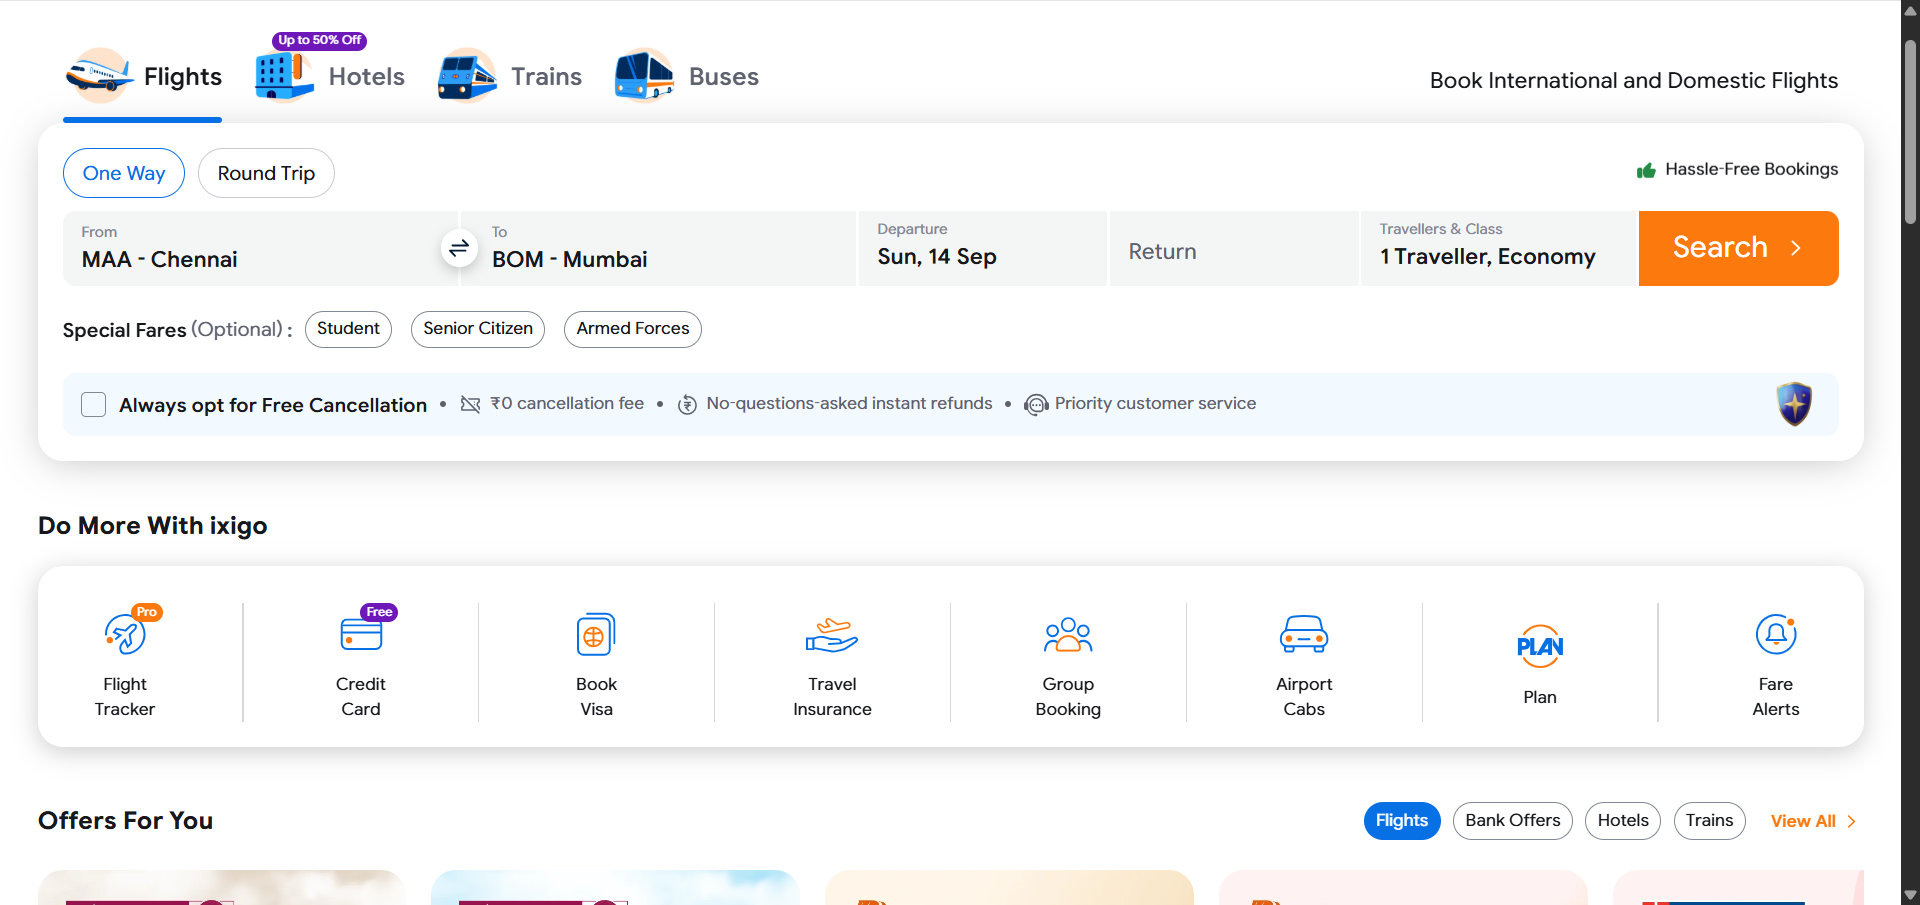 Up to 50% Off
Flights
Hotels
Trains
Buses
Book International and Domestic Flights
One Way
Round Trip
Hassle-Free Bookings
From
MAA - Chennai
To
BOM - Mumbai
Departure
Sun, 14 Sep
Return
Travellers & Class
1 Traveller, Economy
Search
Special Fares (Optional) :
Student
Senior Citizen
Armed Forces
Always opt for Free Cancellation • ₹0 cancellation fee • No-questions-asked instant refunds • Priority customer service
Do More With ixigo
Pro
Flight
Tracker
Free
Credit
Card
Book
Visa
Travel
Insurance
Group
Booking
Airport
Cabs
PLAN
Plan
Fare
Alerts
Offers For You
Flights
Bank Offers
Hotels
Trains
View All